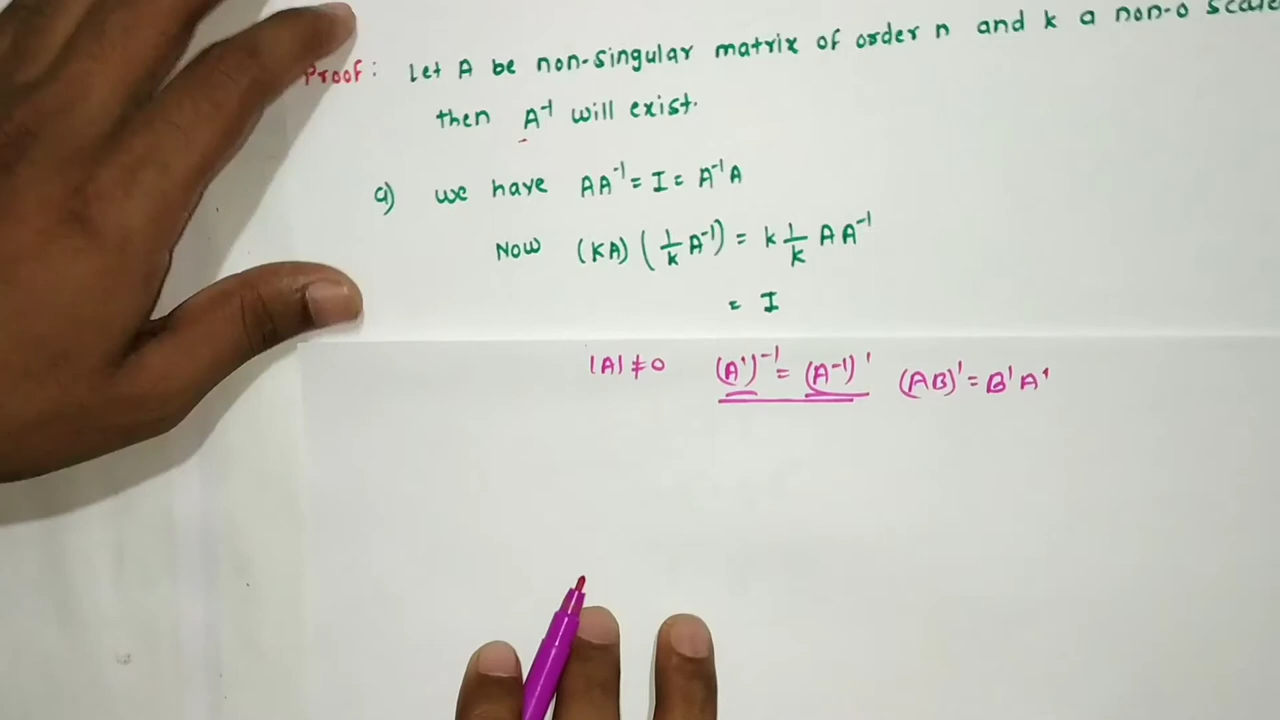 Proof: Let A be non-singular matrix of order n and k a non-0
then A⁻¹ will exist.
a) we have AA⁻¹ = I = A⁻¹A
Now (KA) (1/k A⁻¹) = k 1/k AA⁻¹
= I
|A| ≠ 0 (A')⁻¹ = (A-1)' (AB)' = B'A'